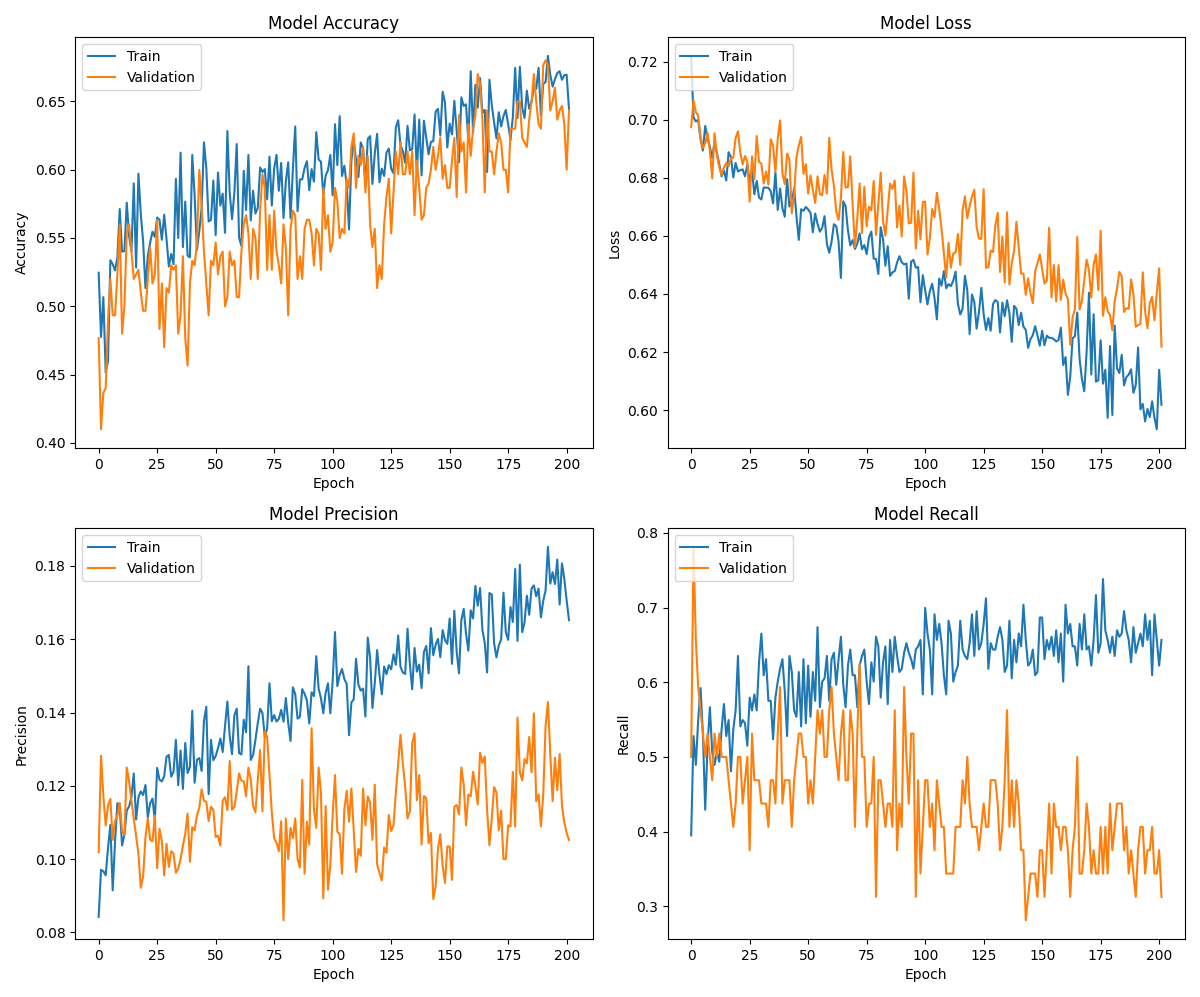 Model Accuracy
Train
Validation
Accuracy
0.65
0.60
0.55
0.50
0.45
0.40
0 25 50 75 100 125 150 175 200
Epoch
Model Loss
Train
Validation
Loss
0.72
0.70
0.68
0.66
0.64
0.62
0.60
0 25 50 75 100 125 150 175 200
Epoch
Model Precision
Train
Validation
Precision
0.18
0.16
0.14
0.12
0.10
0.08
0 25 50 75 100 125 150 175 200
Epoch
Model Recall
Train
Validation
Recall
0.8
0.7
0.6
0.5
0.4
0.3
0 25 50 75 100 125 150 175 200
Epoch